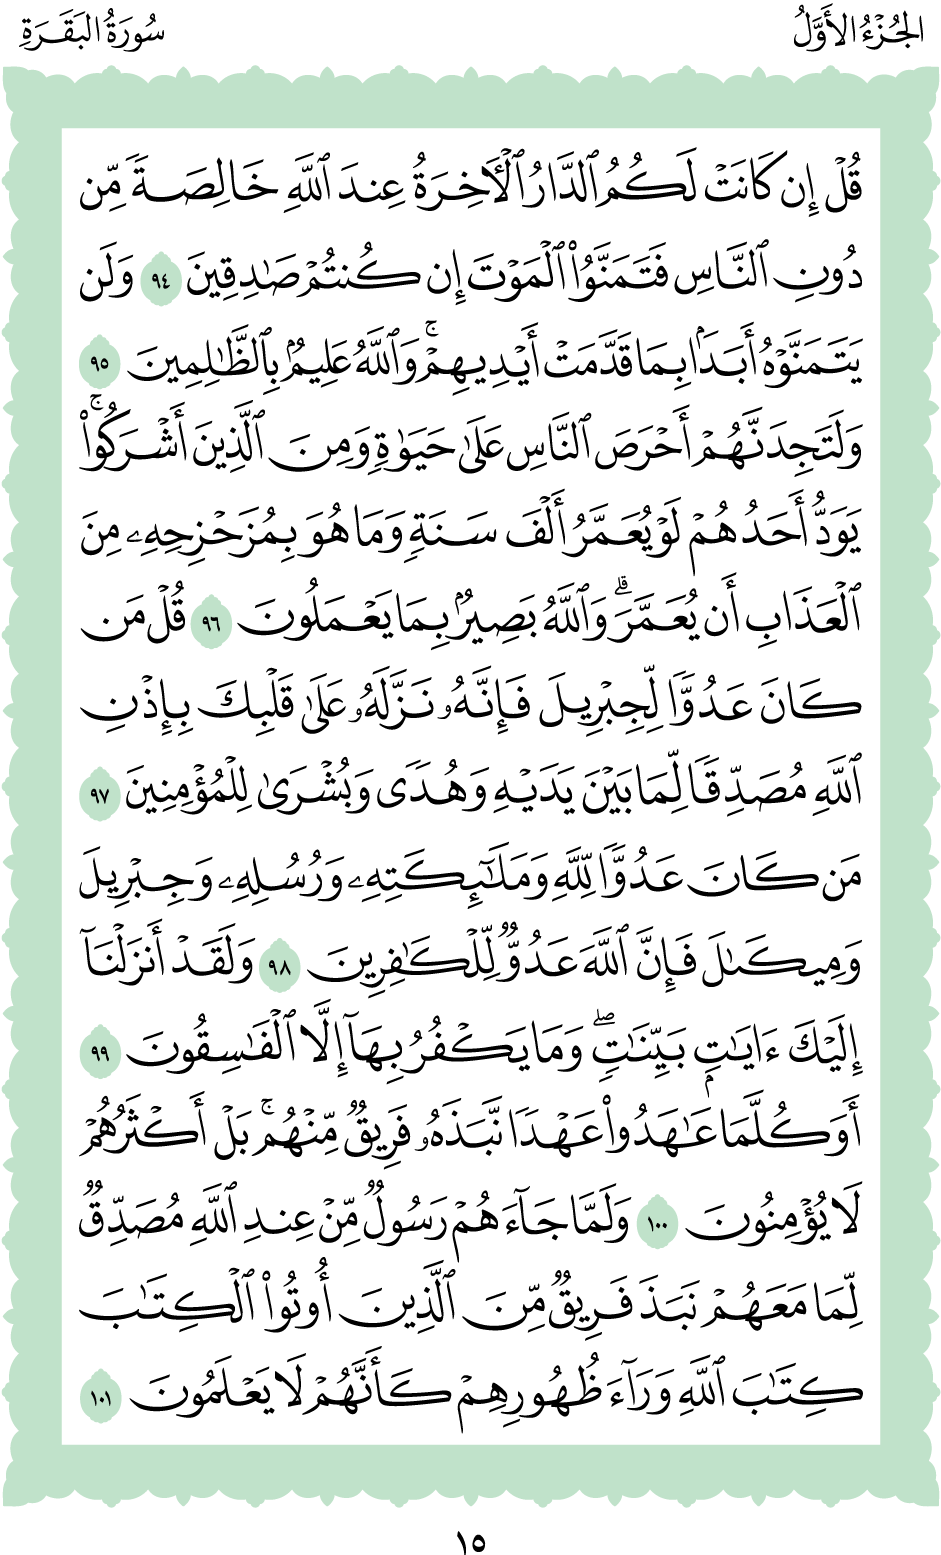 الجُزْءُ الأَوَّلُ
سُورَةُ البَقَرَةِ
قُلۡ إِن كَانَتۡ لَكُمُ ٱلدَّارُ ٱلۡأٓخِرَةُ عِندَ ٱللَّهِ خَالِصَةٗ مِّن
دُونِ ٱلنَّاسِ فَتَمَنَّوُاْ ٱلۡمَوۡتَ إِن كُنتُمۡ صَٰدِقِينَ ٩٤ وَلَن
يَتَمَنَّوۡهُ أَبَدَۢا بِمَا قَدَّمَتۡ أَيۡدِيهِمۡۚ وَٱللَّهُ عَلِيمُۢ بِٱلظَّٰلِمِينَ ٩٥
وَلَتَجِدَنَّهُمۡ أَحۡرَصَ ٱلنَّاسِ عَلَىٰ حَيَوٰةٖ وَمِنَ ٱلَّذِينَ أَشۡرَكُواْۚ
يَوَدُّ أَحَدُهُمۡ لَوۡ يُعَمَّرُ أَلۡفَ سَنَةٖ وَمَا هُوَ بِمُزَحۡزِحِهِۦ مِنَ
ٱلۡعَذَابِ أَن يُعَمَّرَۗ وَٱللَّهُ بَصِيرُۢ بِمَا يَعۡمَلُونَ ٩٦ قُلۡ مَن
كَانَ عَدُوّٗا لِّجِبۡرِيلَ فَإِنَّهُۥ نَزَّلَهُۥ عَلَىٰ قَلۡبِكَ بِإِذۡنِ
ٱللَّهِ مُصَدِّقٗا لِّمَا بَيۡنَ يَدَيۡهِ وَهُدٗى وَبُشۡرَىٰ لِلۡمُؤۡمِنِينَ ٩٧
مَن كَانَ عَدُوّٗا لِّلَّهِ وَمَلَٰٓئِكَتِهِۦ وَرُسُلِهِۦ وَجِبۡرِيلَ
وَمِيكَىٰلَ فَإِنَّ ٱللَّهَ عَدُوّٞ لِّلۡكَٰفِرِينَ ٩٨ وَلَقَدۡ أَنزَلۡنَآ
إِلَيۡكَ ءَايَٰتِۭ بَيِّنَٰتٖۖ وَمَا يَكۡفُرُ بِهَآ إِلَّا ٱلۡفَٰسِقُونَ ٩٩
أَوَكُلَّمَا عَٰهَدُواْ عَهۡدٗا نَّبَذَهُۥ فَرِيقٞ مِّنۡهُمۚ بَلۡ أَكۡثَرُهُمۡ
لَا يُؤۡمِنُونَ ١٠٠ وَلَمَّا جَآءَهُمۡ رَسُولٞ مِّنۡ عِندِ ٱللَّهِ مُصَدِّقٞ
لِّمَا مَعَهُمۡ نَبَذَ فَرِيقٞ مِّنَ ٱلَّذِينَ أُوتُواْ ٱلۡكِتَٰبَ
كِتَٰبَ ٱللَّهِ وَرَآءَ ظُهُورِهِمۡ كَأَنَّهُمۡ لَا يَعۡلَمُونَ ١٠١
١٥